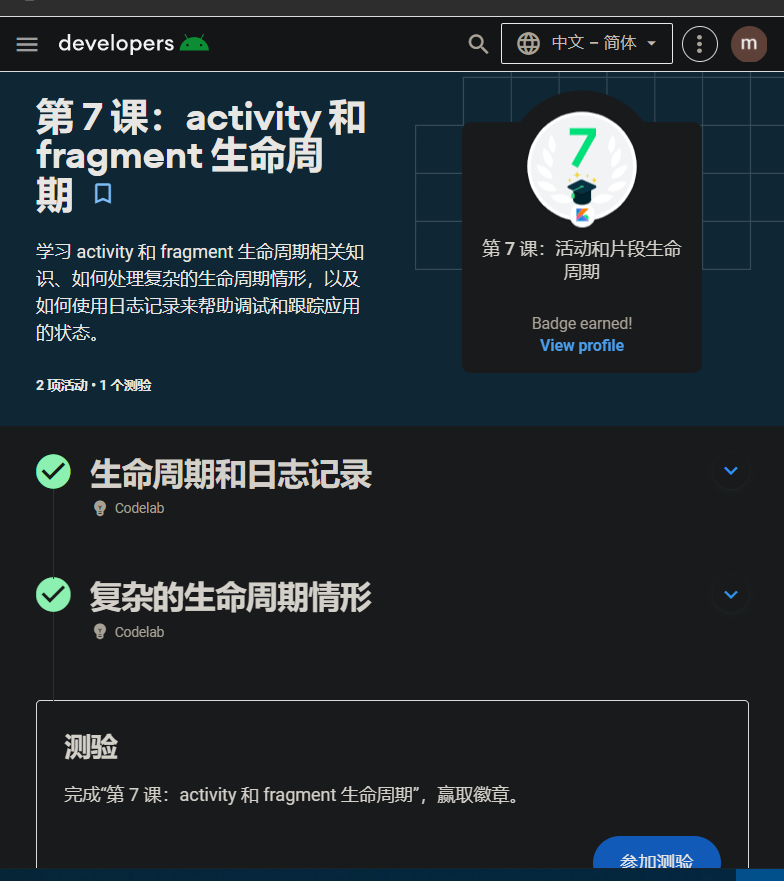 developers
中文 – 简体
m
第 7 课：activity 和
fragment 生命周
期
学习 activity 和 fragment 生命周期相关知
识、如何处理复杂的生命周期情形，以及
如何使用日志记录来帮助调试和跟踪应用
的状态。
2 项活动 • 1 个测验
7
第 7 课：活动和片段生命
周期
Badge earned!
View profile
生命周期和日志记录
Codelab
复杂的生命周期情形
Codelab
测验
完成“第 7 课：activity 和 fragment 生命周期”，赢取徽章。
参加测验